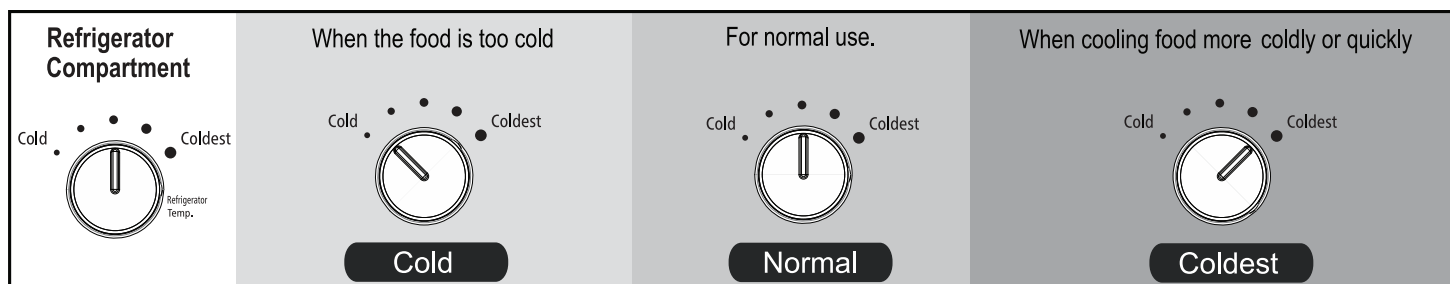 Refrigerator
Compartment
Cold
Coldest
Refrigerator
Temp.
When the food is too cold
Cold
Coldest
Cold
For normal use.
Cold
Coldest
Normal
When cooling food more coldly or quickly
Cold
Coldest
Coldest